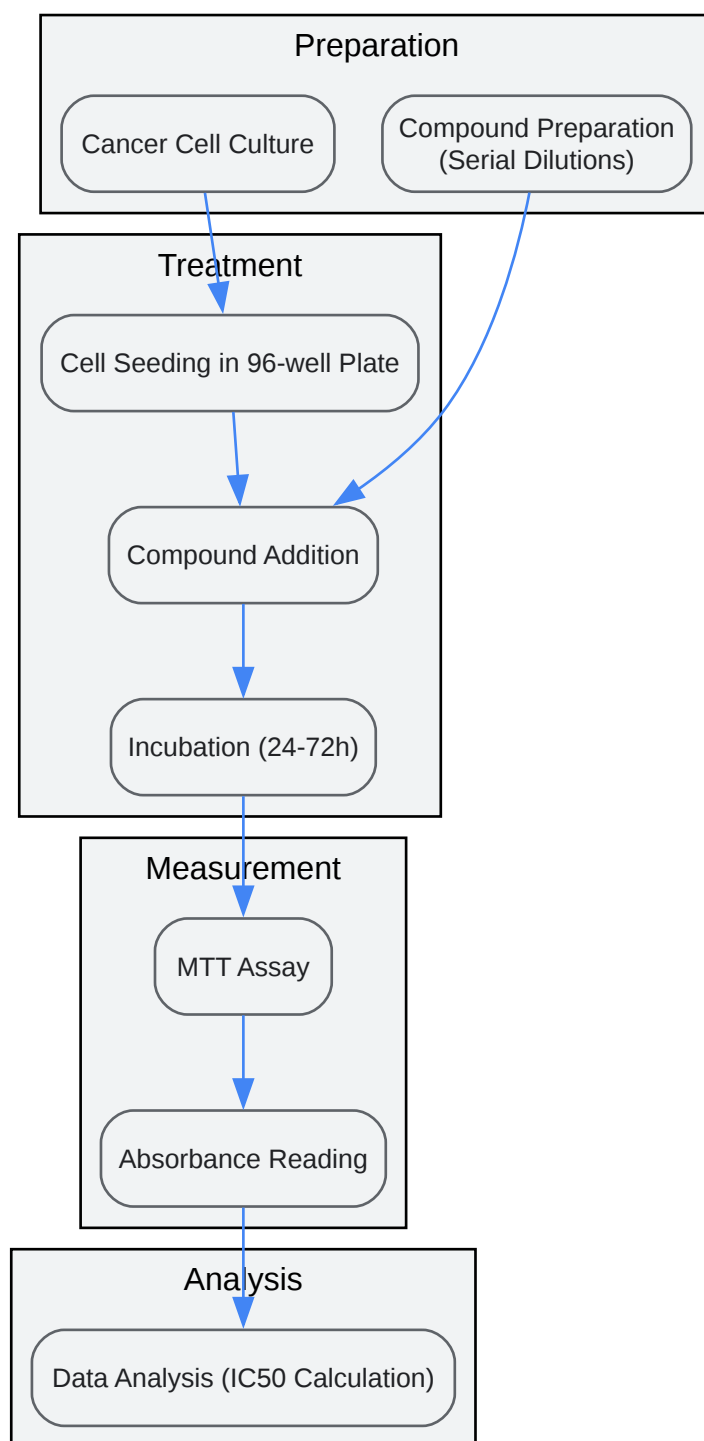 Preparation
Cancer Cell Culture
Compound Preparation
(Serial Dilutions)
Treatment
Cell Seeding in 96-well Plate
Compound Addition
Incubation (24-72h)
Measurement
MTT Assay
Absorbance Reading
Analysis
Data Analysis (IC50 Calculation)